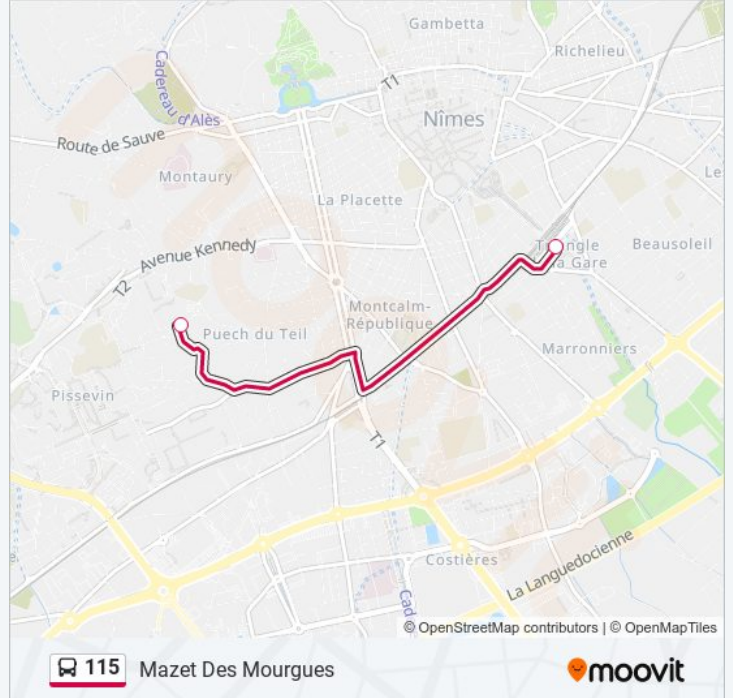 Gambetta
Richelieu
Cadereau d'Alès
T1
Nîmes
Route de Sauve
Montaury
La Placette
Avenue Kennedy
Triangle
la Gare
Beausoleil
T2
Montcalm-
République
Puech du Teil
Marronniers
Pissevin
T1
Costières
La Languedocienne
Cad
© OpenStreetMap contributors | © OpenMapTiles
115 Mazet Des Mourgues
moovit